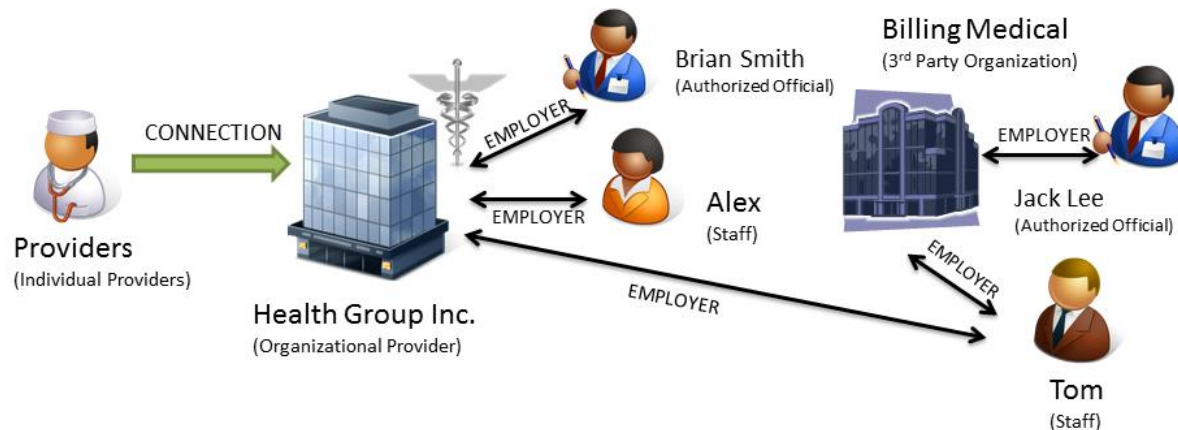 Billing Medical
(3rd Party Organization)
Brian Smith
(Authorized Official)
CONNECTION
EMPLOYER
EMPLOYER
EMPLOYER
Alex
(Staff)
Jack Lee
(Authorized Official)
Providers
(Individual Providers)
EMPLOYER
EMPLOYER
Health Group Inc.
(Organizational Provider)
Tom
(Staff)